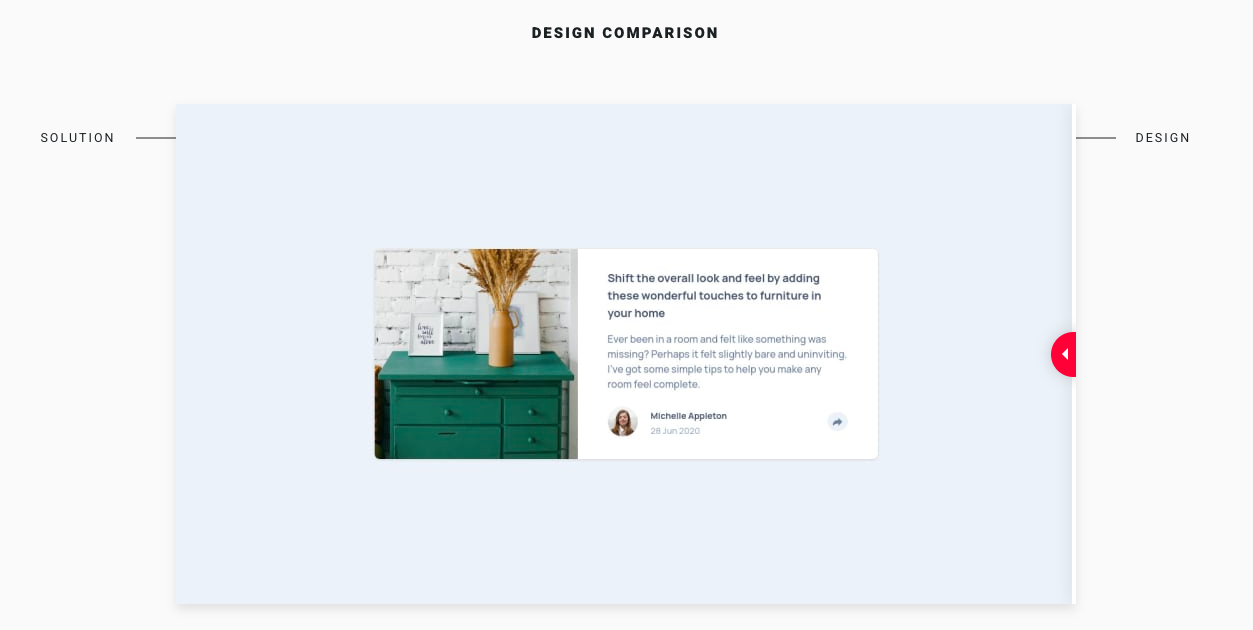 DESIGN COMPARISON
SOLUTION
DESIGN
Shift the overall look and feel by adding
these wonderful touches to furniture in
your home
Ever been in a room and felt like something was
missing? Perhaps it felt slightly bare and uninviting.
I've got some simple tips to help you make any
room feel complete.
Michelle Appleton
28 Jun 2020